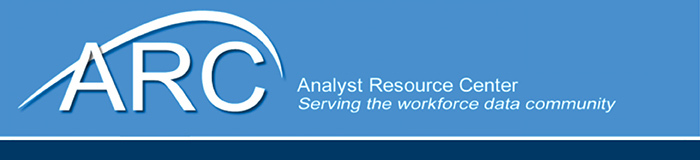 ARC
Analyst Resource Center
Serving the workforce data community